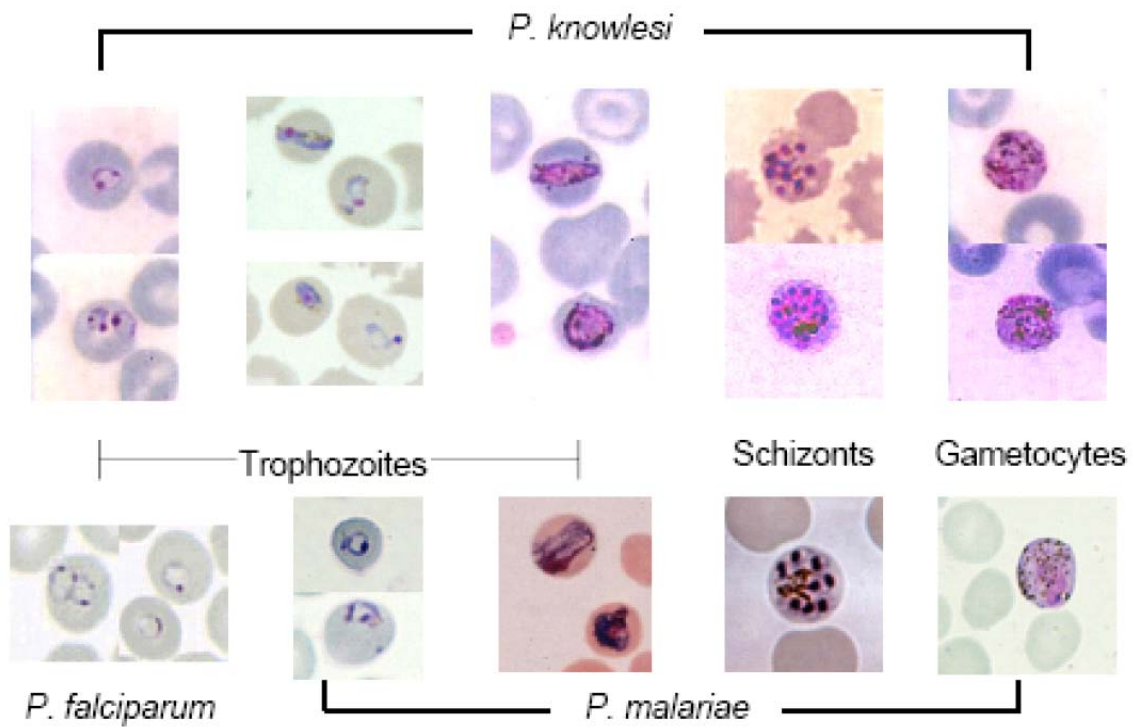 P. knowlesi
Trophozoites
Schizonts
Gametocytes
P. falciparum
P. malariae